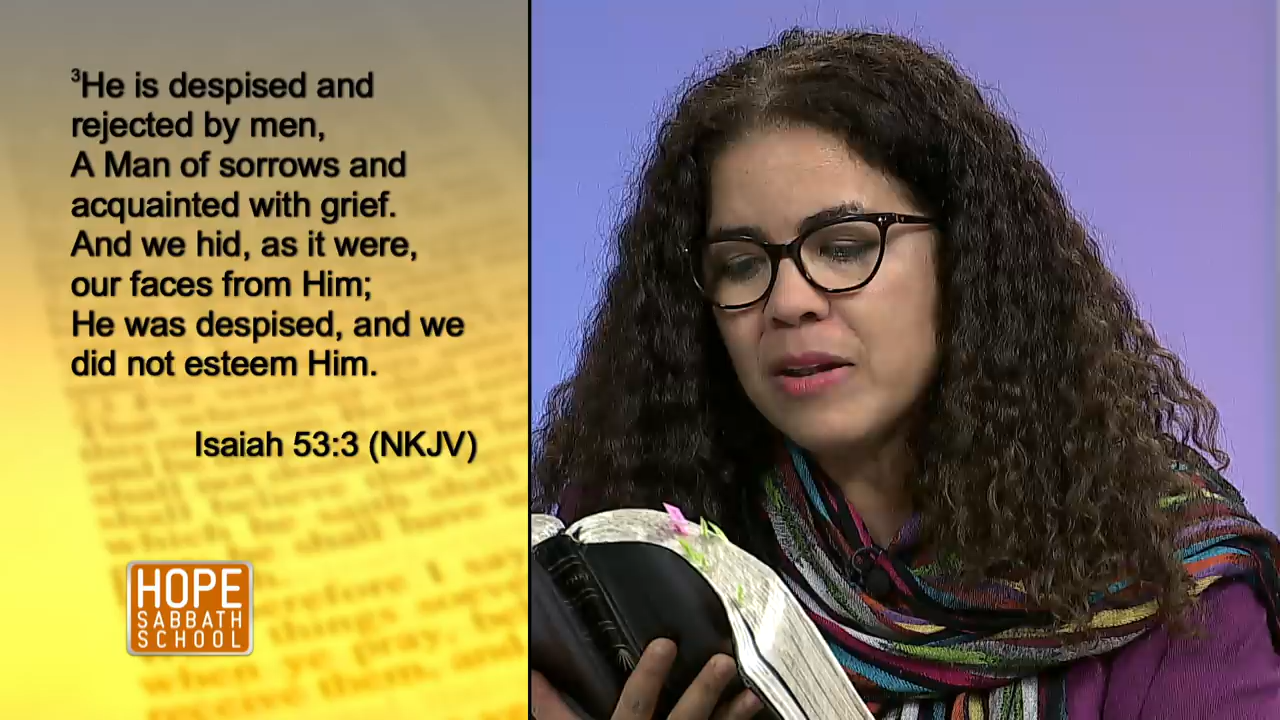 ³He is despised and
rejected by men,
A Man of sorrows and
acquainted with grief.
And we hid, as it were,
our faces from Him;
He was despised, and we
did not esteem Him.
Isaiah 53:3 (NKJV)
HOPE
SABBATH
SCHOOL